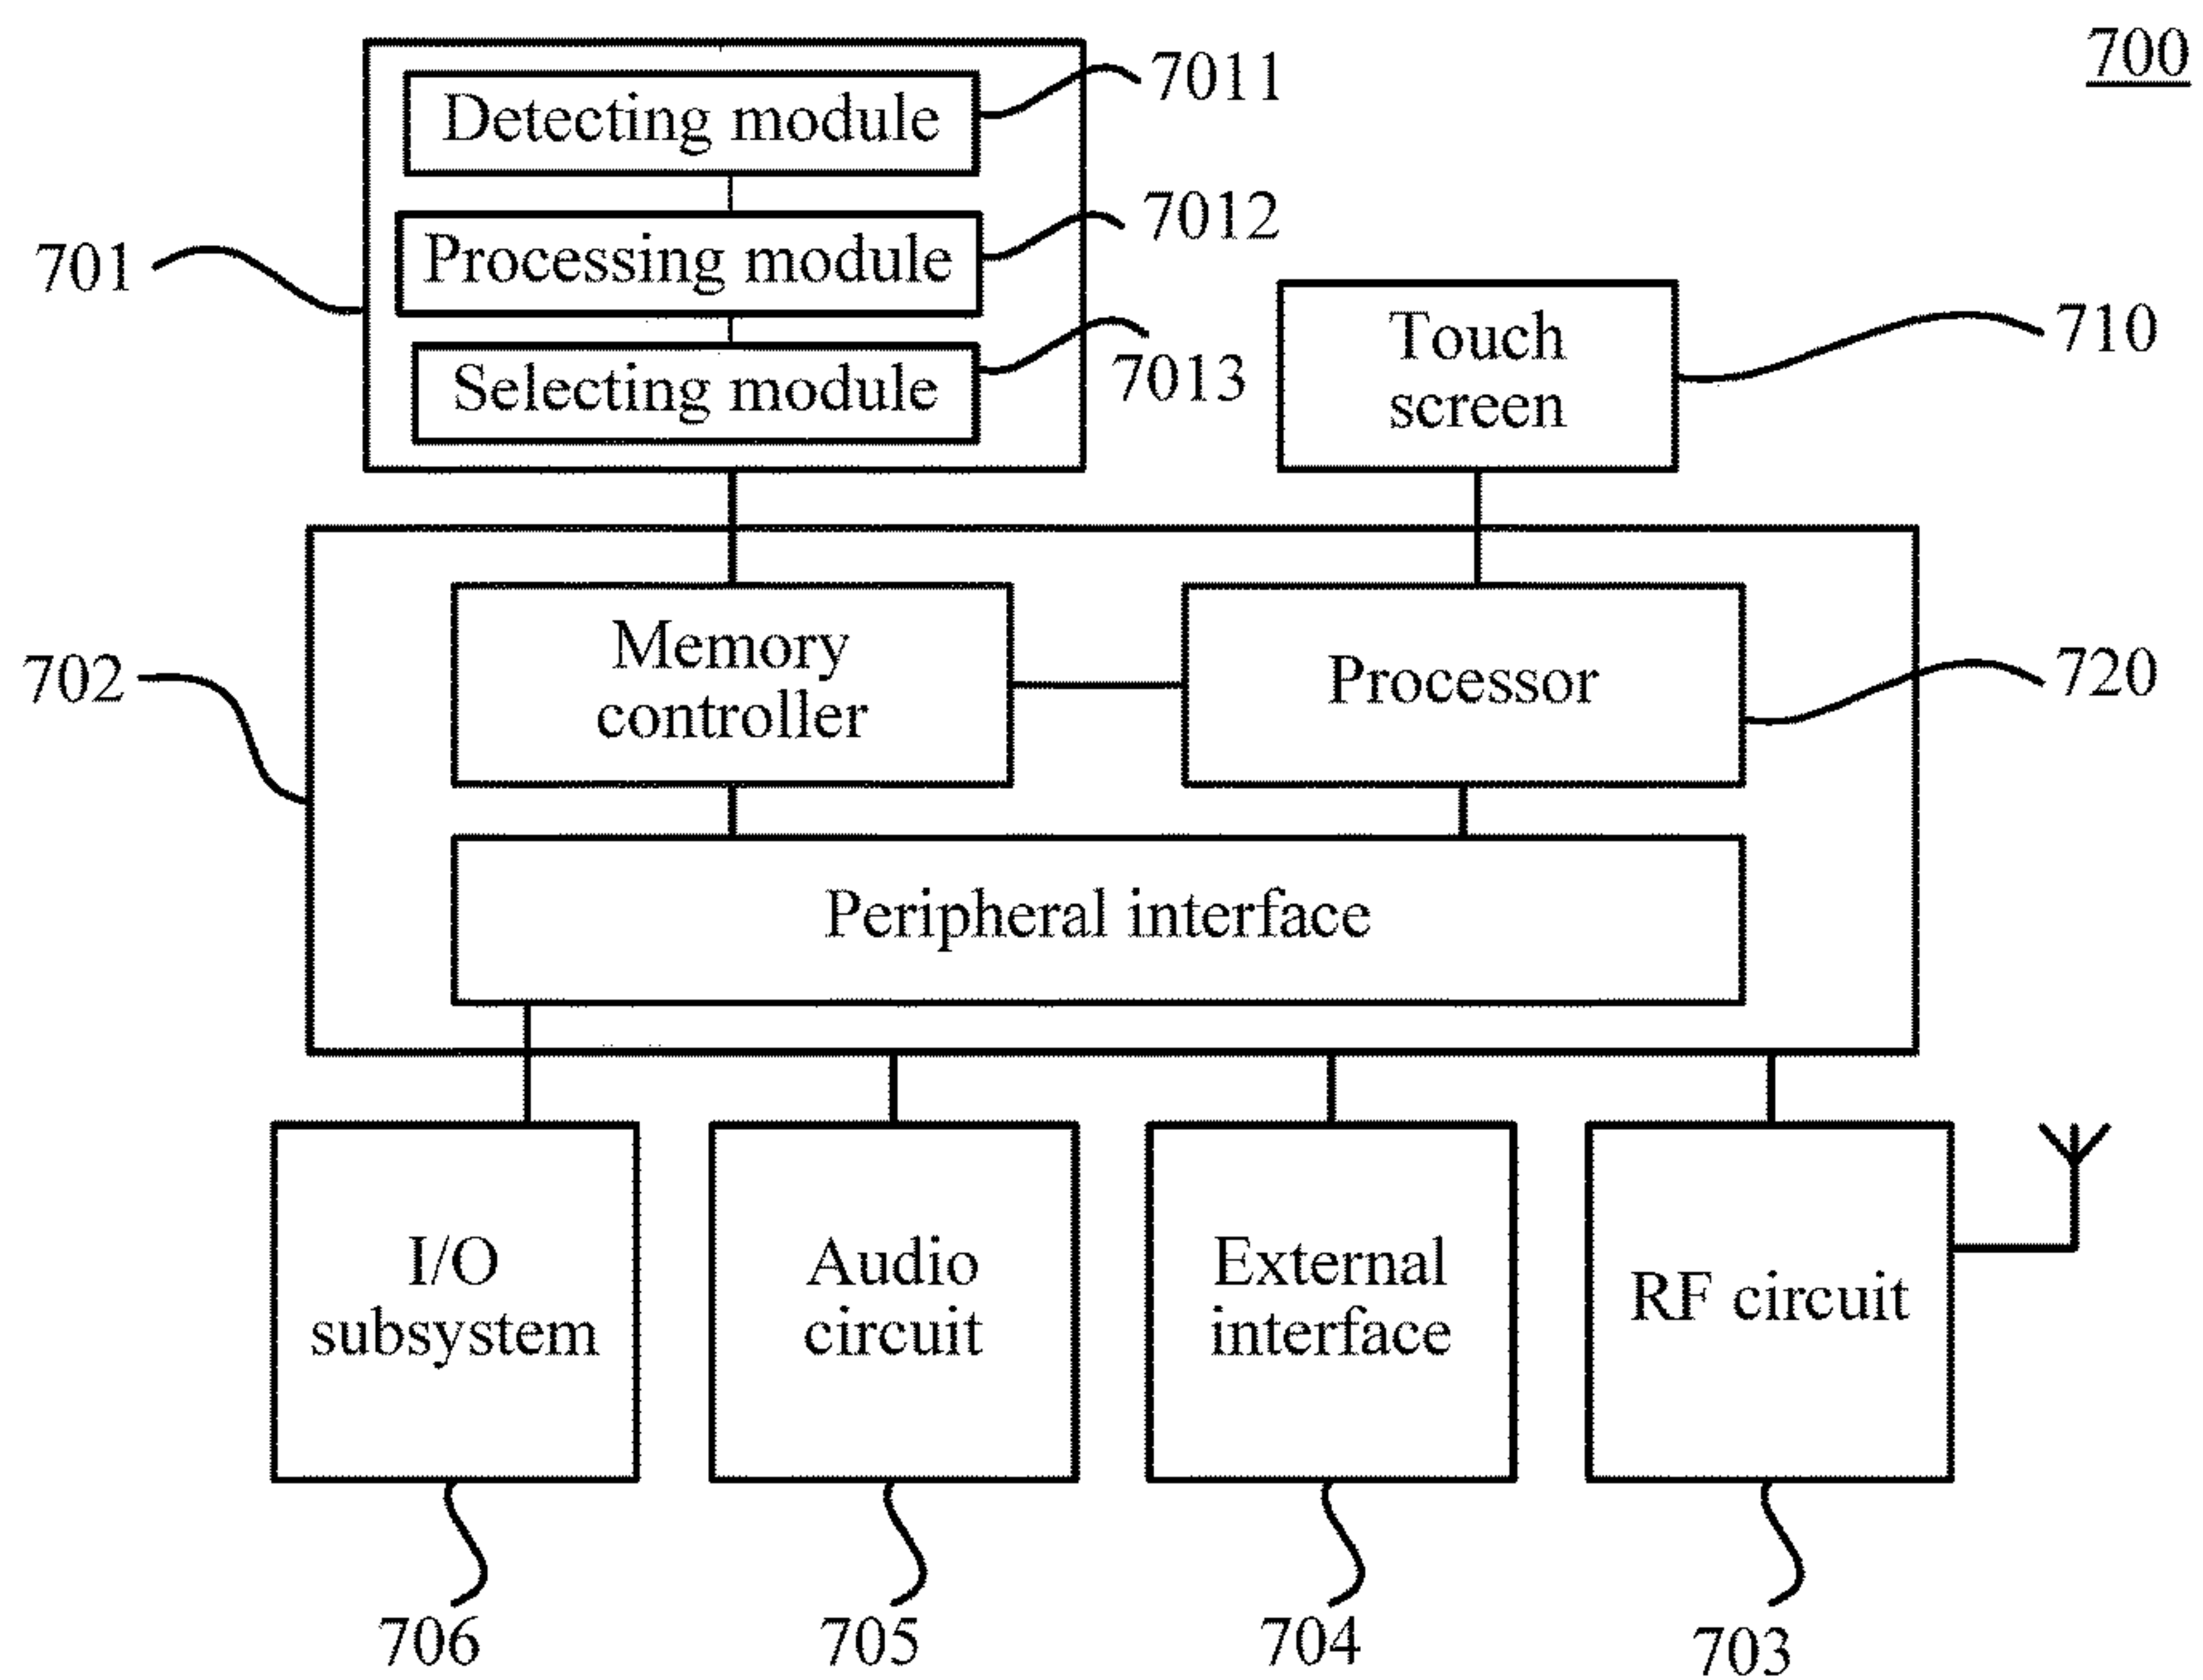 700
Detecting module
7011
Processing module
7012
701
Selecting module
7013
Touch
screen
710
Memory
controller
Processor
720
702
Peripheral interface
I/O
subsystem
Audio
circuit
External
interface
RF circuit
706
705
704
703